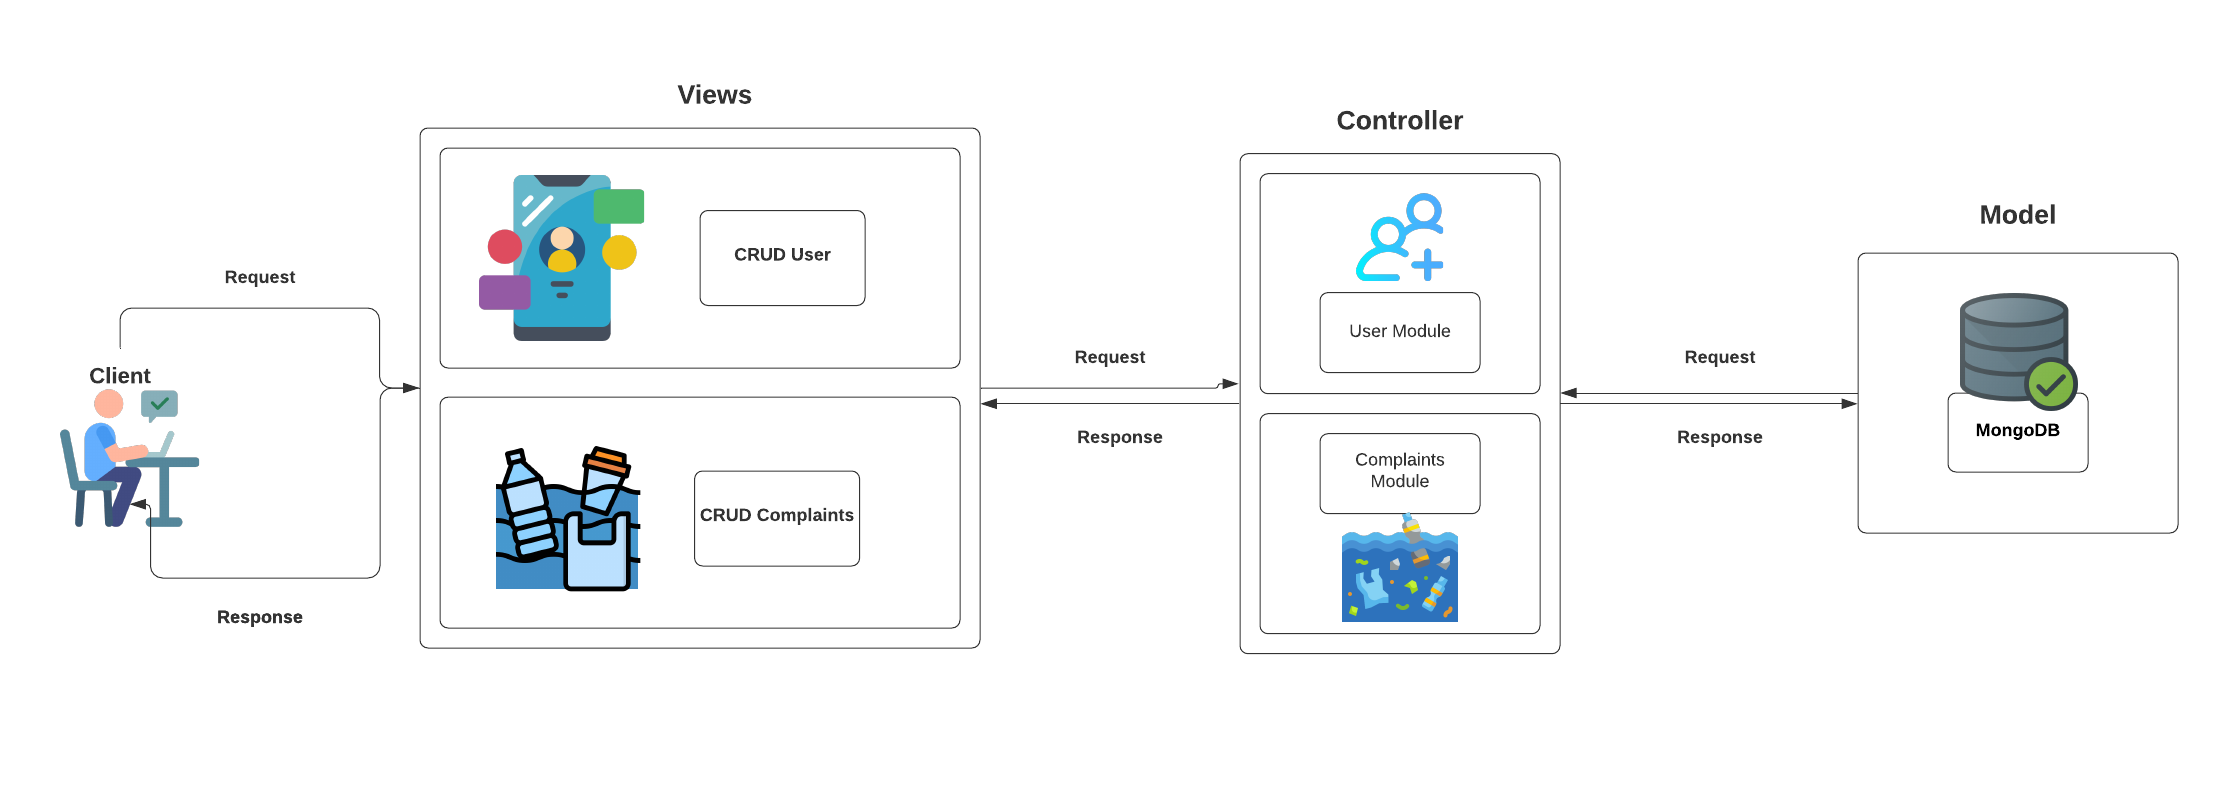 Views
Controller
Model
CRUD User
Request
User Module
Request
Request
Client
MongoDB
Response
Response
Complaints
Module
CRUD Complaints
Response